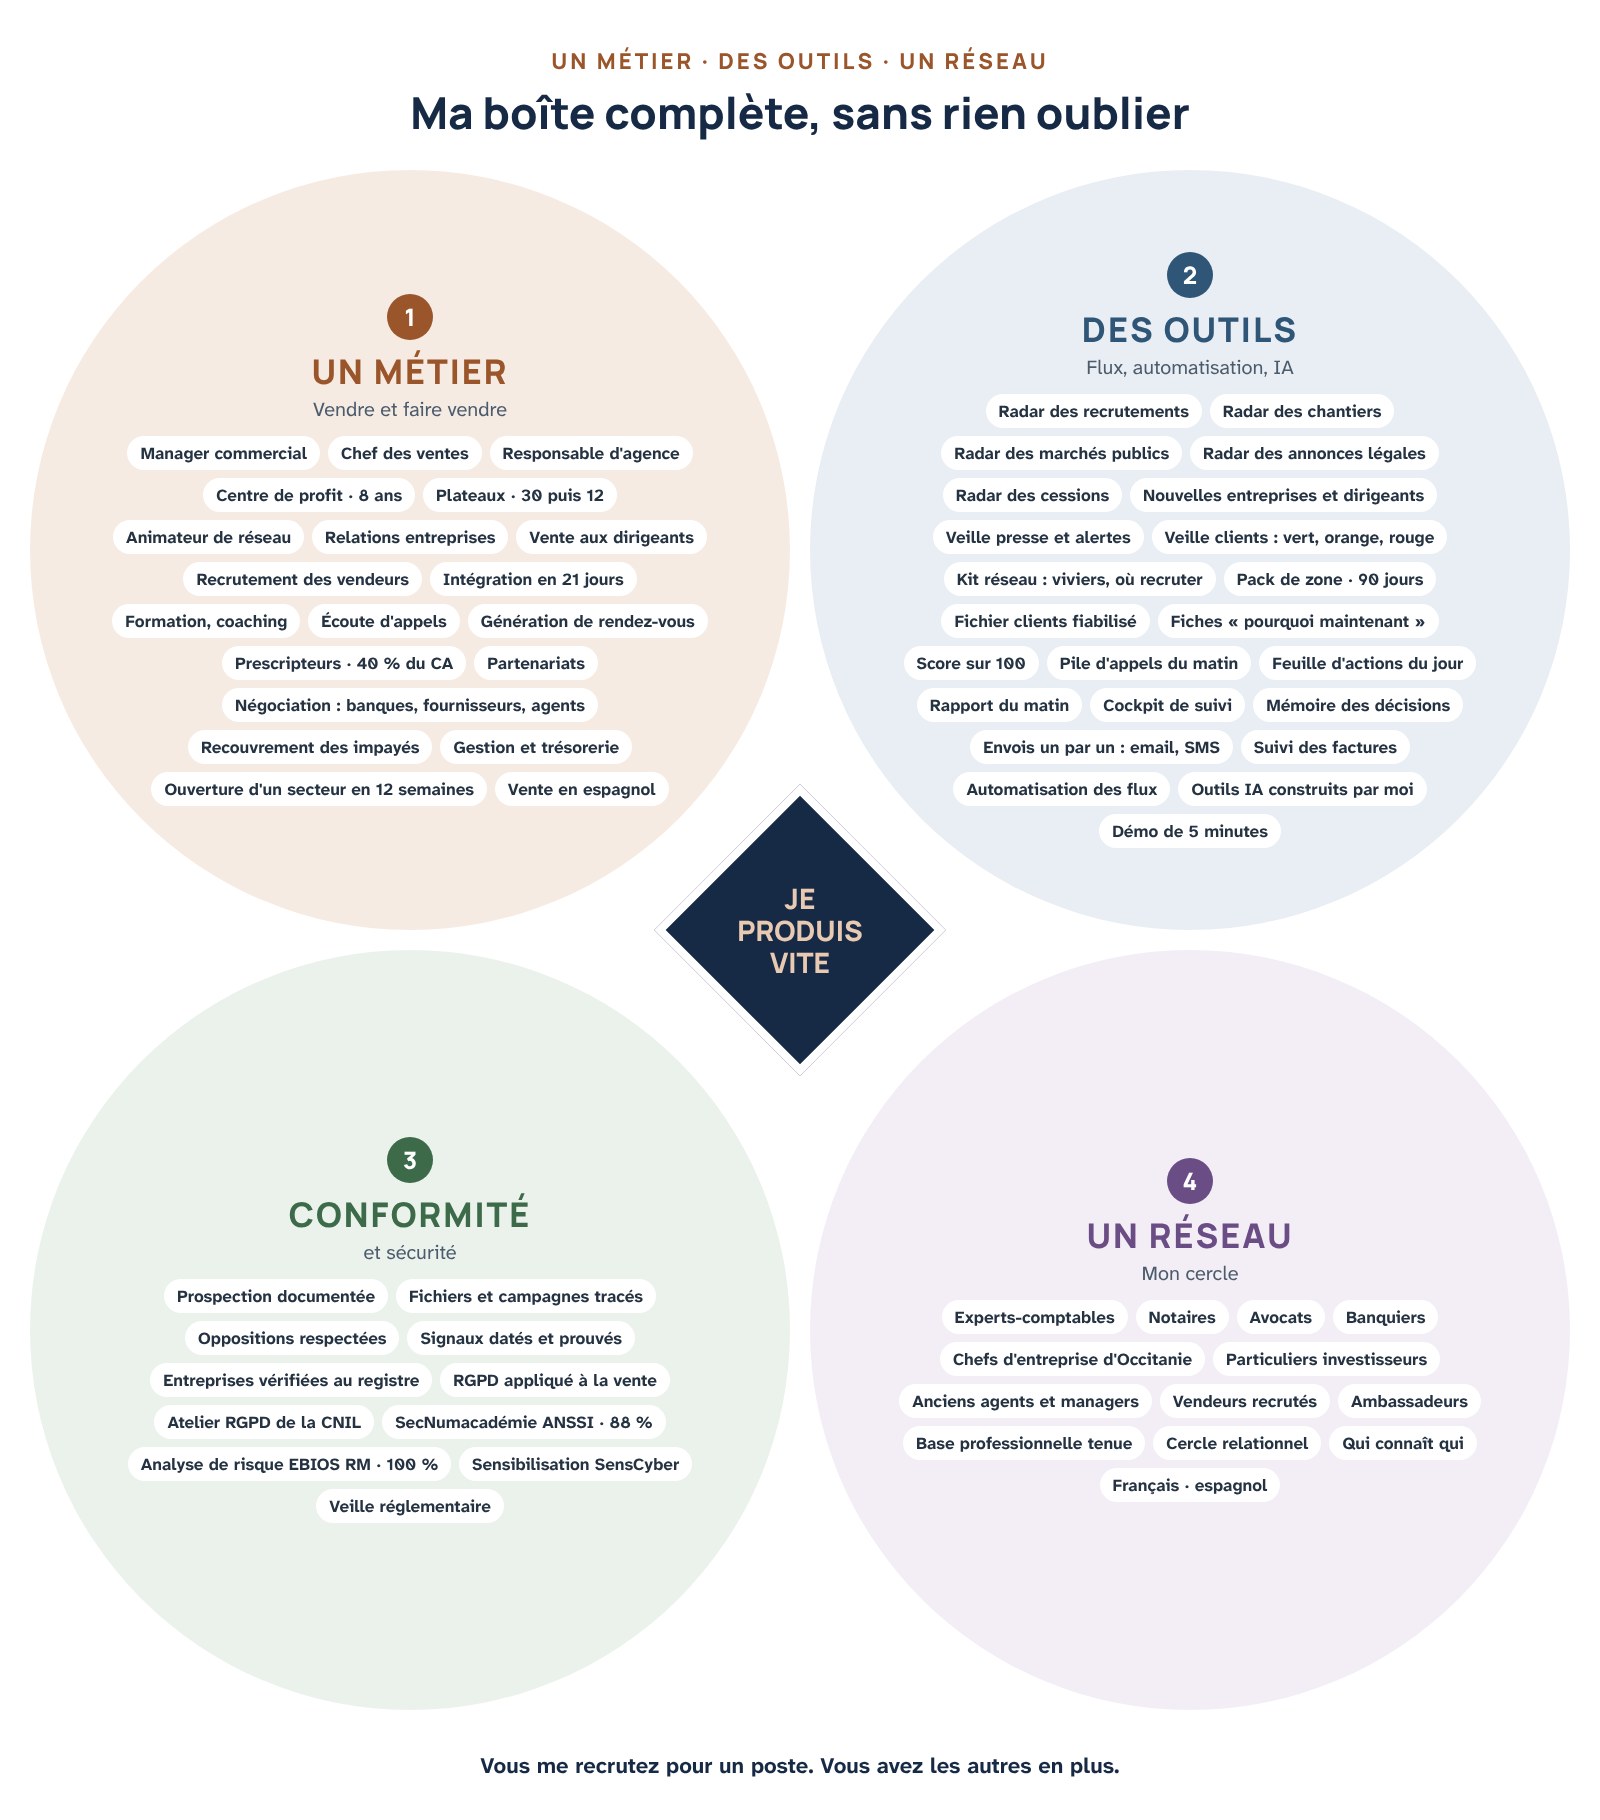 UN MÉTIER · DES OUTILS · UN RÉSEAU
Ma boîte complète, sans rien oublier
1
UN MÉTIER
Vendre et faire vendre
Manager commercial Chef des ventes Responsable d'agence
Centre de profit · 8 ans Plateaux · 30 puis 12
Animateur de réseau Relations entreprises Vente aux dirigeants
Recrutement des vendeurs Intégration en 21 jours
Formation, coaching Écoute d'appels Génération de rendez-vous
Prescripteurs · 40 % du CA Partenariats
Négociation : banques, fournisseurs, agents
Recouvrement des impayés Gestion et trésorerie
Ouverture d'un secteur en 12 semaines Vente en espagnol
2
DES OUTILS
Flux, automatisation, IA
Radar des recrutements Radar des chantiers
Radar des marchés publics Radar des annonces légales
Radar des cessions Nouvelles entreprises et dirigeants
Veille presse et alertes Veille clients : vert, orange, rouge
Kit réseau : viviers, où recruter Pack de zone · 90 jours
Fichier clients fiabilisé Fiches « pourquoi maintenant »
Score sur 100 Pile d'appels du matin Feuille d'actions du jour
Rapport du matin Cockpit de suivi Mémoire des décisions
Envois un par un : email, SMS Suivi des factures
Automatisation des flux Outils IA construits par moi
Démo de 5 minutes
JE
PRODUIS
VITE
3
CONFORMITÉ
et sécurité
Prospection documentée Fichiers et campagnes tracés
Oppositions respectées Signaux datés et prouvés
Entreprises vérifiées au registre RGPD appliqué à la vente
Atelier RGPD de la CNIL SecNumacadémie ANSSI · 88 %
Analyse de risque EBIOS RM · 100 % Sensibilisation SensCyber
Veille réglementaire
4
UN RÉSEAU
Mon cercle
Experts-comptables Notaires Avocats Banquiers
Chefs d'entreprise d'Occitanie Particuliers investisseurs
Anciens agents et managers Vendeurs recrutés Ambassadeurs
Base professionnelle tenue Cercle relationnel Qui connaît qui
Français · espagnol
Vous me recrutez pour un poste. Vous avez les autres en plus.